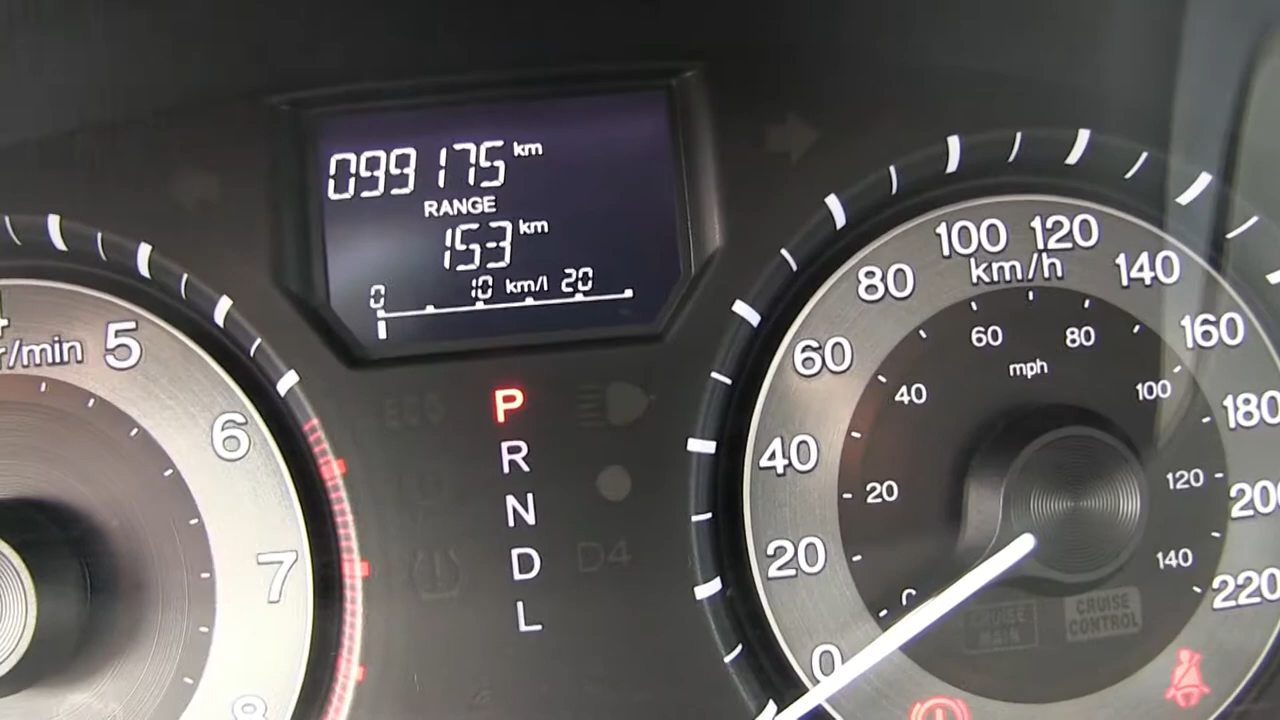 099175 km
RANGE
153 km
0 10 km/l 20
r/min
5
6
7
8
ECO
P
R
N
D
L
D4
km/h
0
20
40
60
80
100
120
140
160
180
200
220
mph
20
40
60
80
100
120
140
CRUISE
MAIN
CRUISE
CONTROL